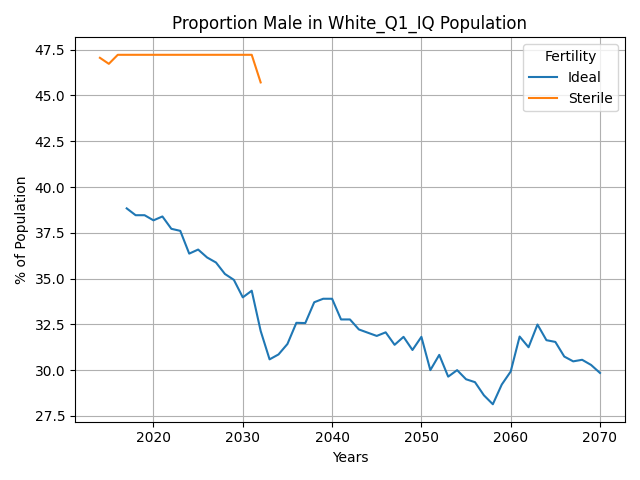 Proportion Male in White_Q1_IQ Population
% of Population
47.5
45.0
42.5
40.0
37.5
35.0
32.5
30.0
27.5
Fertility
Ideal
Sterile
2020 2030 2040 2050 2060 2070
Years